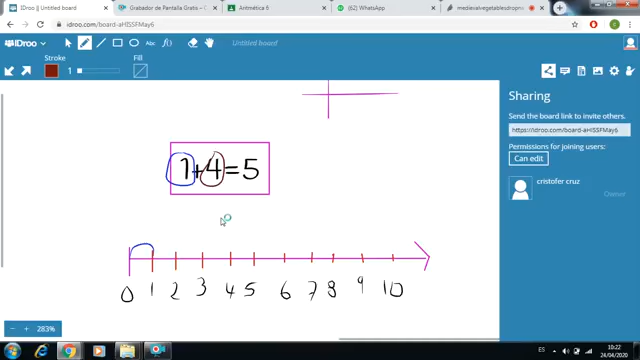 IDroo | Untitled board
Grabador de Pantalla Gratis
Aritmética 6
(62) WhatsApp
medievalvegetablestropn
idroo.com/board-aHISSFMay6
IDroo
Abc
f()
Untitled board
Stroke
Fill
1
Sharing
Send the board link to invite others.
https://idroo.com/board-aHISSFMay6
Permissions for joining users:
Can edit
cristofer cruz
Owner
1+4=5
0 1 2 3 4 5 6 7 8 9 10
283%
ES
10:22
24/04/2020